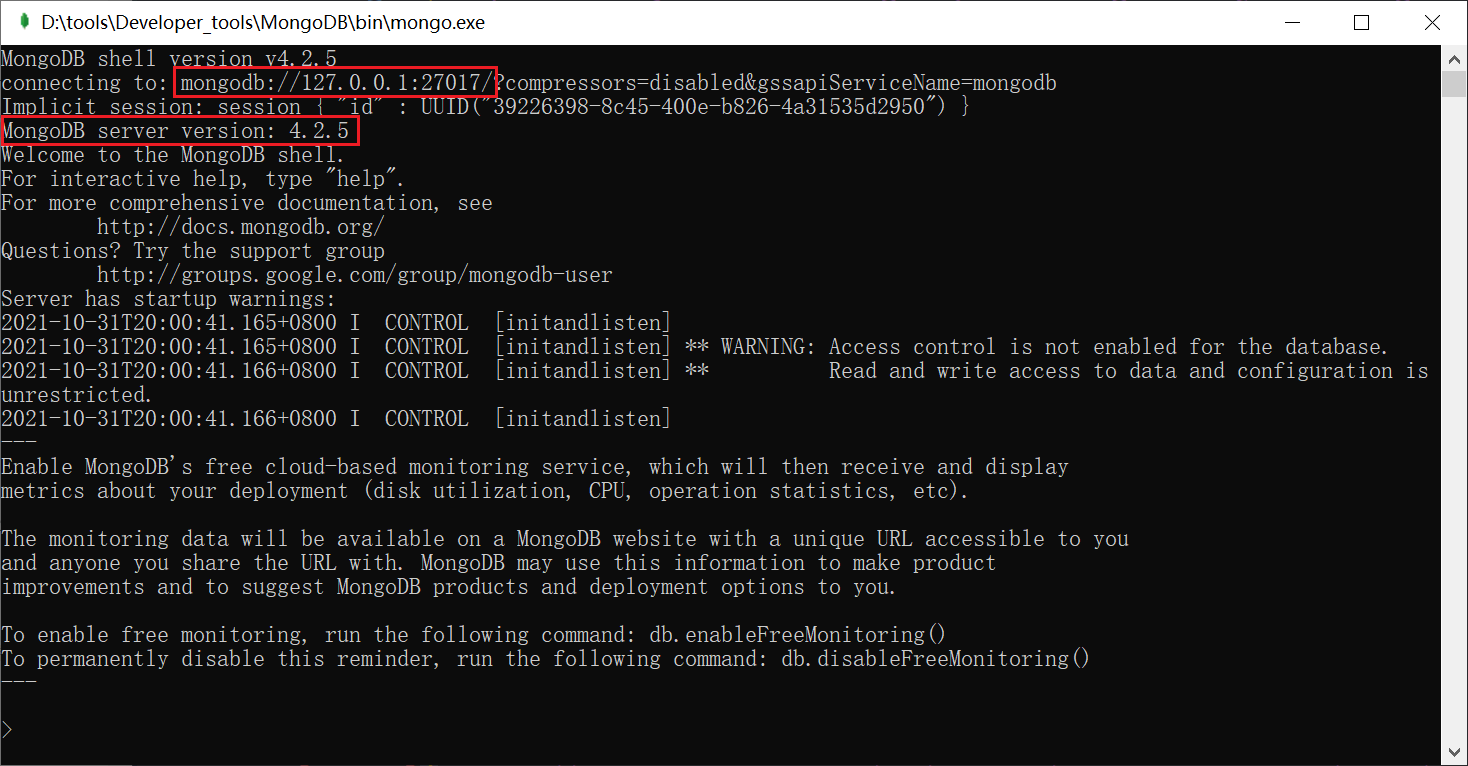 D:\tools\Developer_tools\MongoDB\bin\mongo.exe
MongoDB shell version v4.2.5
connecting to: mongodb://127.0.0.1:27017/?compressors=disabled&gssapiServiceName=mongodb
Implicit session: session { "id" : UUID("39226398-8c45-400e-b826-4a31535d2950") }
MongoDB server version: 4.2.5
Welcome to the MongoDB shell.
For interactive help, type "help".
For more comprehensive documentation, see
        http://docs.mongodb.org/
Questions? Try the support group
        http://groups.google.com/group/mongodb-user
Server has startup warnings:
2021-10-31T20:00:41.165+0800 I  CONTROL  [initandlisten]
2021-10-31T20:00:41.165+0800 I  CONTROL  [initandlisten] ** WARNING: Access control is not enabled for the database.
2021-10-31T20:00:41.166+0800 I  CONTROL  [initandlisten] **          Read and write access to data and configuration is
unrestricted.
2021-10-31T20:00:41.166+0800 I  CONTROL  [initandlisten]
---
Enable MongoDB's free cloud-based monitoring service, which will then receive and display
metrics about your deployment (disk utilization, CPU, operation statistics, etc).
The monitoring data will be available on a MongoDB website with a unique URL accessible to you
and anyone you share the URL with. MongoDB may use this information to make product
improvements and to suggest MongoDB products and deployment options to you.
To enable free monitoring, run the following command: db.enableFreeMonitoring()
To permanently disable this reminder, run the following command: db.disableFreeMonitoring()
---
>